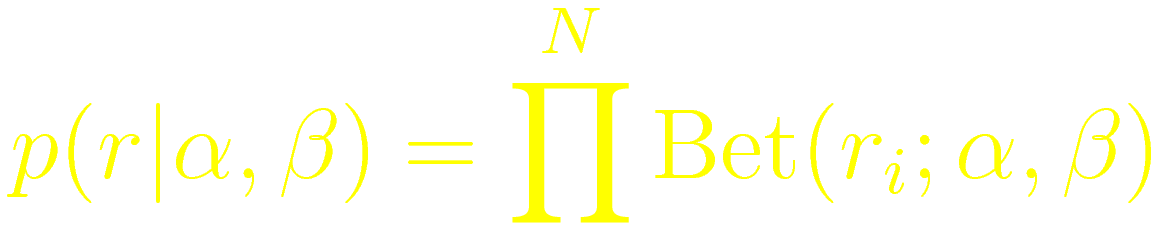 p(r|α, β) = ∏^N Bet(r_i; α, β)